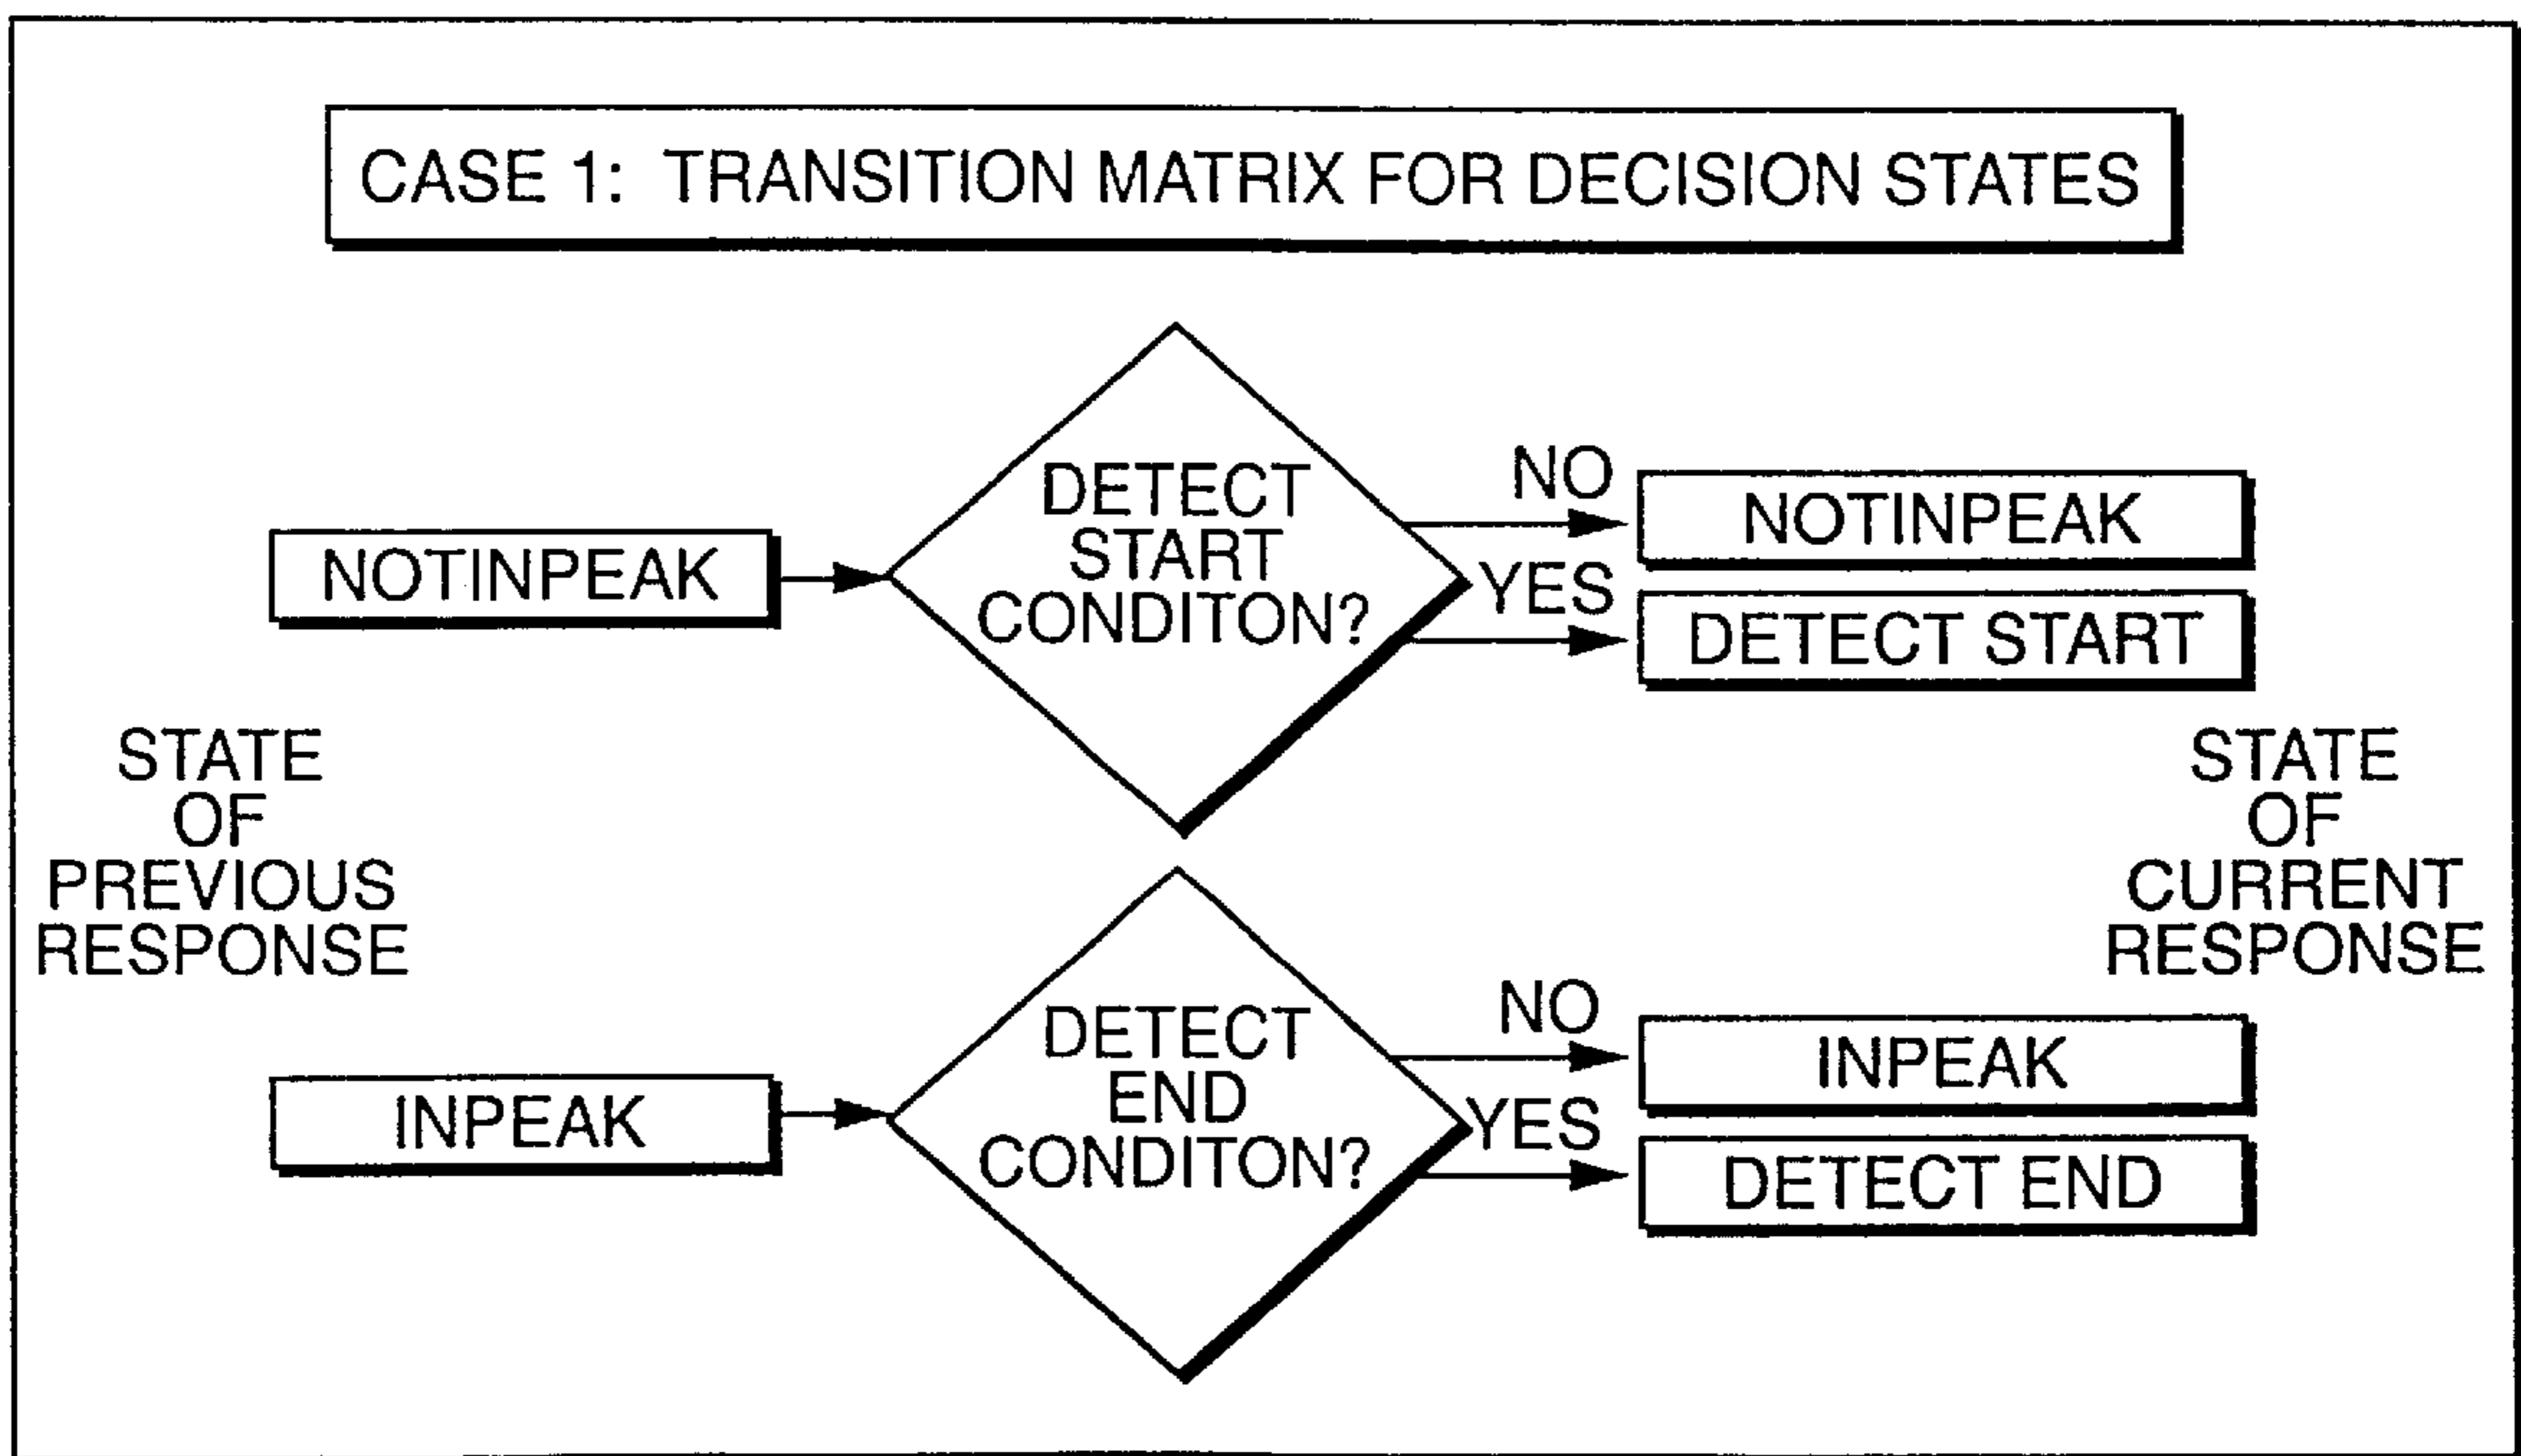 CASE 1: TRANSITION MATRIX FOR DECISION STATES
NOTINPEAK
DETECT
START
CONDITON?
NO
NOTINPEAK
YES
DETECT START
STATE
OF
PREVIOUS
RESPONSE
STATE
OF
CURRENT
RESPONSE
INPEAK
DETECT
END
CONDITON?
NO
INPEAK
YES
DETECT END